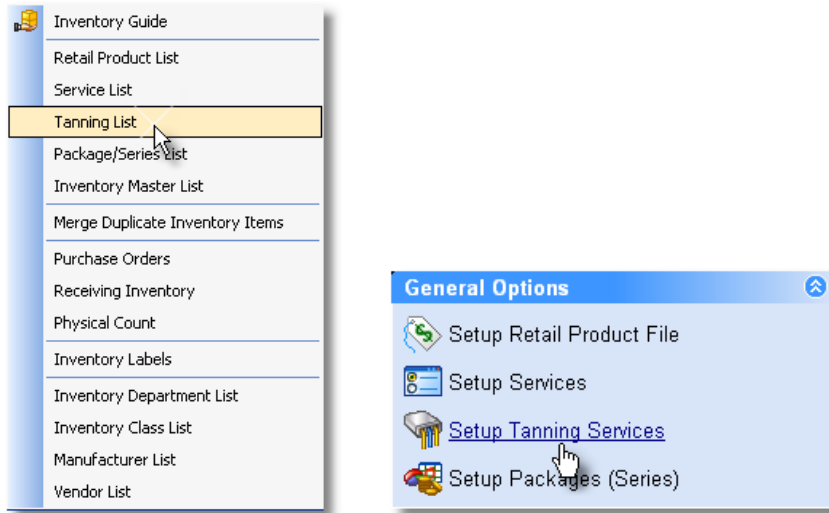 Inventory Guide
Retail Product List
Service List
Tanning List
Package/Series List
Inventory Master List
Merge Duplicate Inventory Items
Purchase Orders
Receiving Inventory
Physical Count
Inventory Labels
Inventory Department List
Inventory Class List
Manufacturer List
Vendor List
General Options
Setup Retail Product File
Setup Services
Setup Tanning Services
Setup Packages (Series)